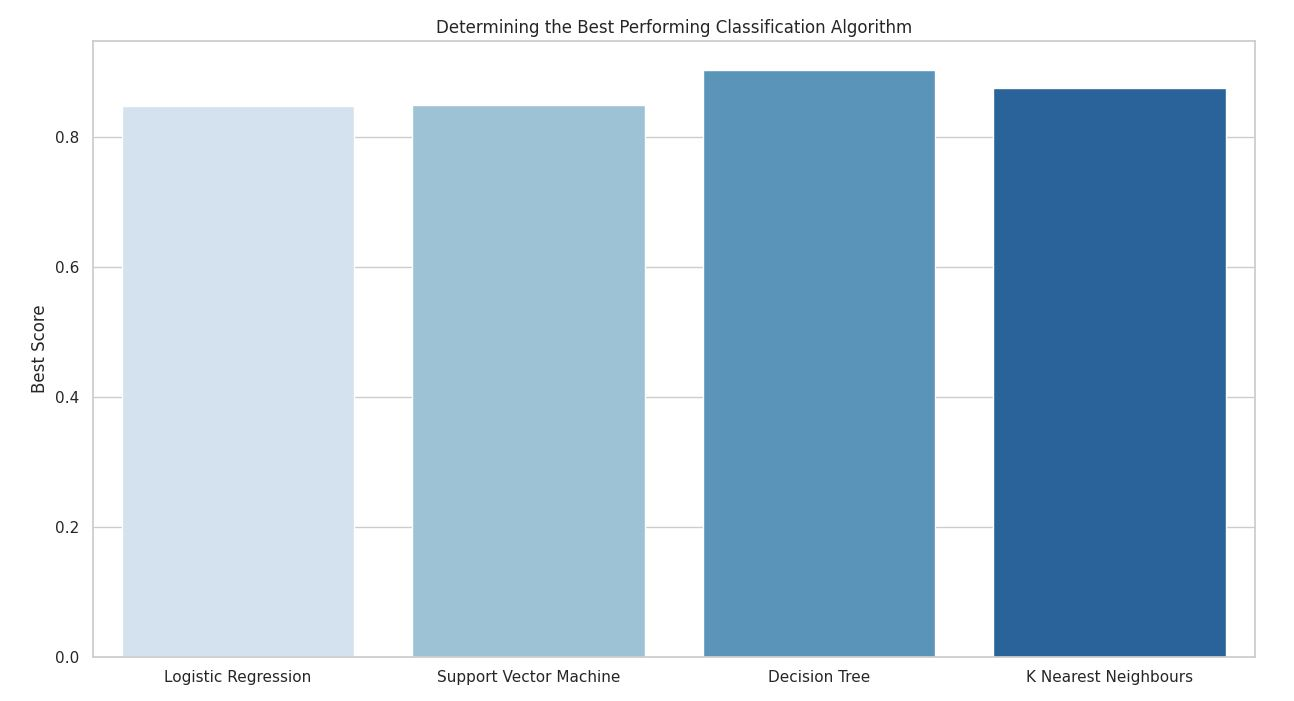 Determining the Best Performing Classification Algorithm
Best Score
0.8
0.6
0.4
0.2
0.0
Logistic Regression
Support Vector Machine
Decision Tree
K Nearest Neighbours